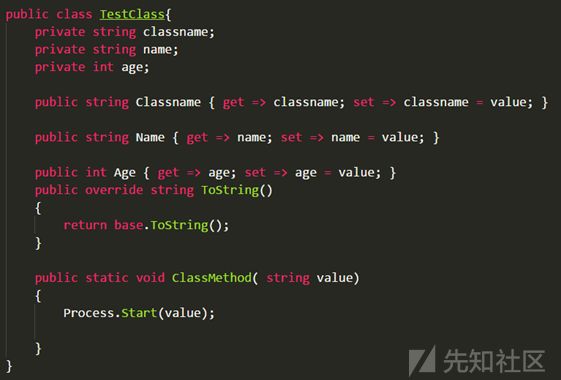 public class TestClass{
    private string classname;
    private string name;
    private int age;
    public string Classname { get => classname; set => classname = value; }
    public string Name { get => name; set => name = value; }
    public int Age { get => age; set => age = value; }
    public override string ToString()
    {
        return base.ToString();
    }
    public static void ClassMethod( string value)
    {
        Process.Start(value);
    }
}
先知社区